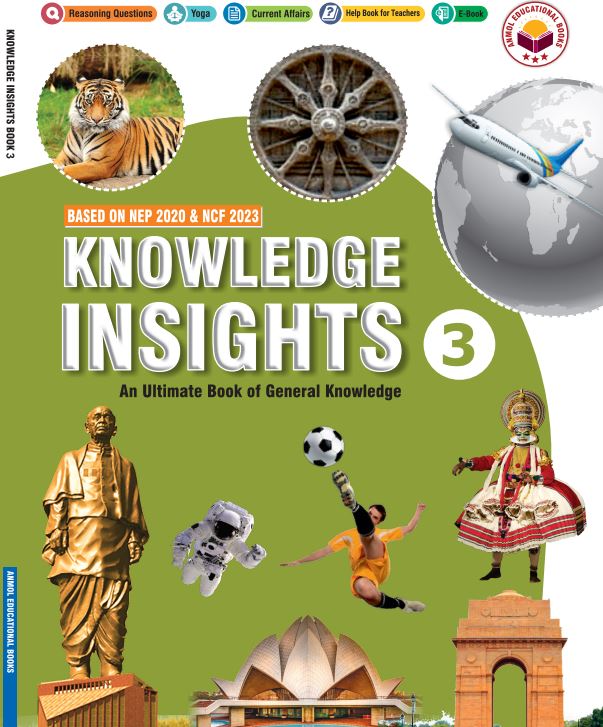 Reasoning Questions
Yoga
Current Affairs
Help Book for Teachers
E-Book
ANMOL EDUCATIONAL BOOKS
KNOWLEDGE INSIGHTS BOOK 3
BASED ON NEP 2020 & NCF 2023
KNOWLEDGE
INSIGHTS 3
An Ultimate Book of General Knowledge
ANMOL EDUCATIONAL BOOKS